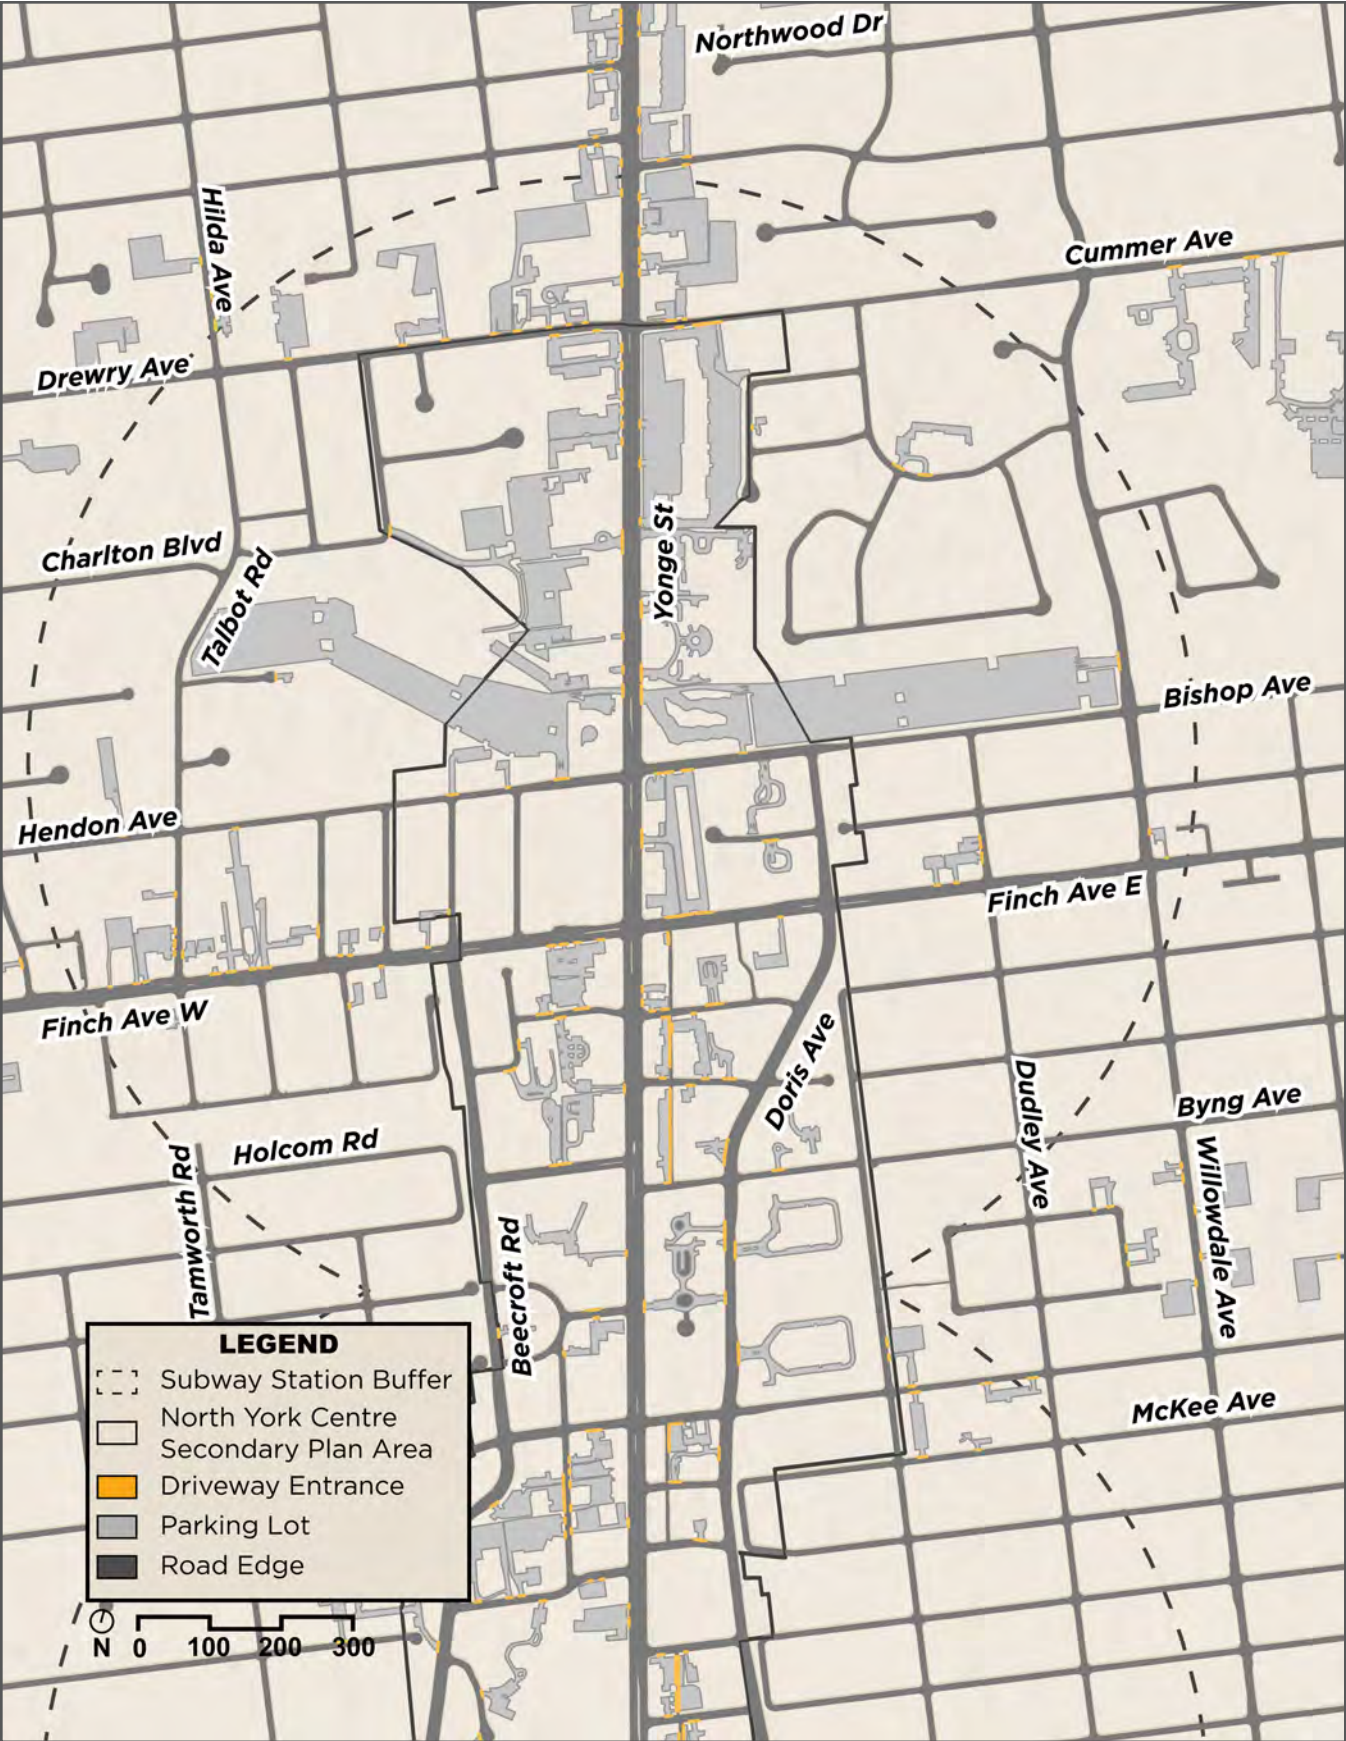 Northwood Dr
Hilda Ave
Cummer Ave
Drewry Ave
Yonge St
Charlton Blvd
Talbot Rd
Bishop Ave
Hendon Ave
Finch Ave E
Finch Ave W
Doris Ave
Dudley Ave
Byng Ave
Holcom Rd
Tamworth Rd
Willowdale Ave
Beecroft Rd
McKee Ave
LEGEND
Subway Station Buffer
North York Centre
Secondary Plan Area
Driveway Entrance
Parking Lot
Road Edge
N 0 100 200 300